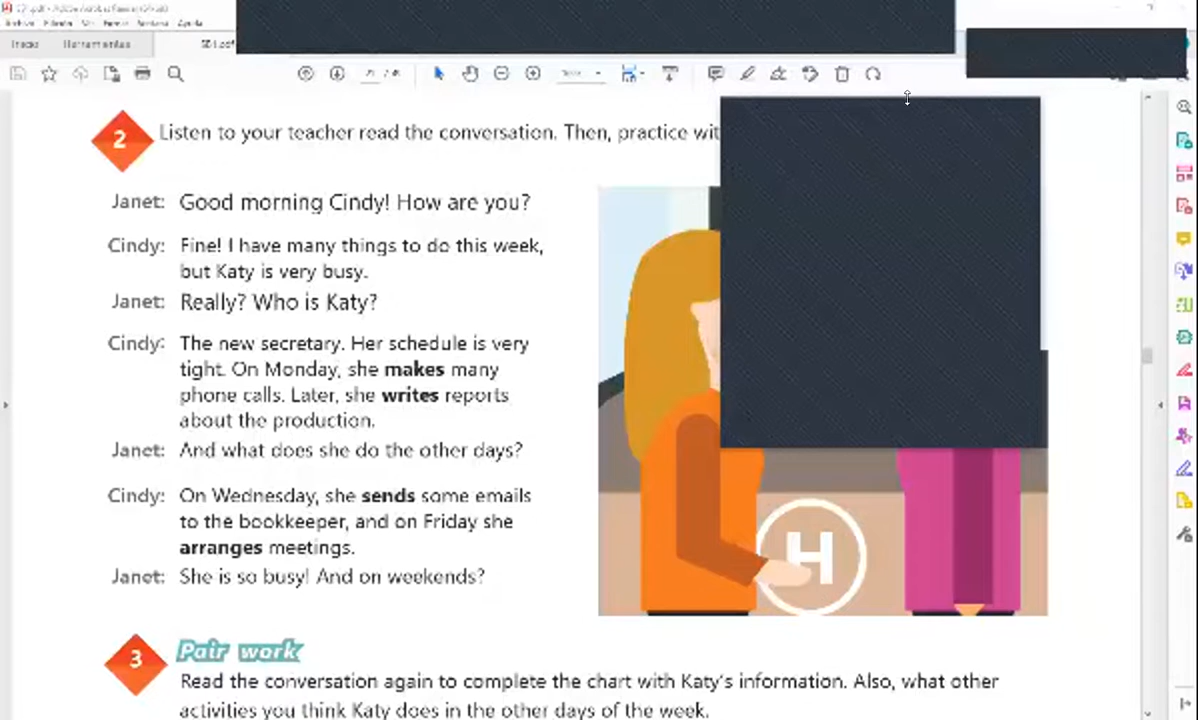 Inicio Herramientas
2 Listen to your teacher read the conversation. Then, practice wit
Janet: Good morning Cindy! How are you?
Cindy: Fine! I have many things to do this week,
but Katy is very busy.
Janet: Really? Who is Katy?
Cindy: The new secretary. Her schedule is very
tight. On Monday, she makes many
phone calls. Later, she writes reports
about the production.
Janet: And what does she do the other days?
Cindy: On Wednesday, she sends some emails
to the bookkeeper, and on Friday she
arranges meetings.
Janet: She is so busy! And on weekends?
H
3 Pair work
Read the conversation again to complete the chart with Katy's information. Also, what other
activities you think Katy does in the other days of the week.